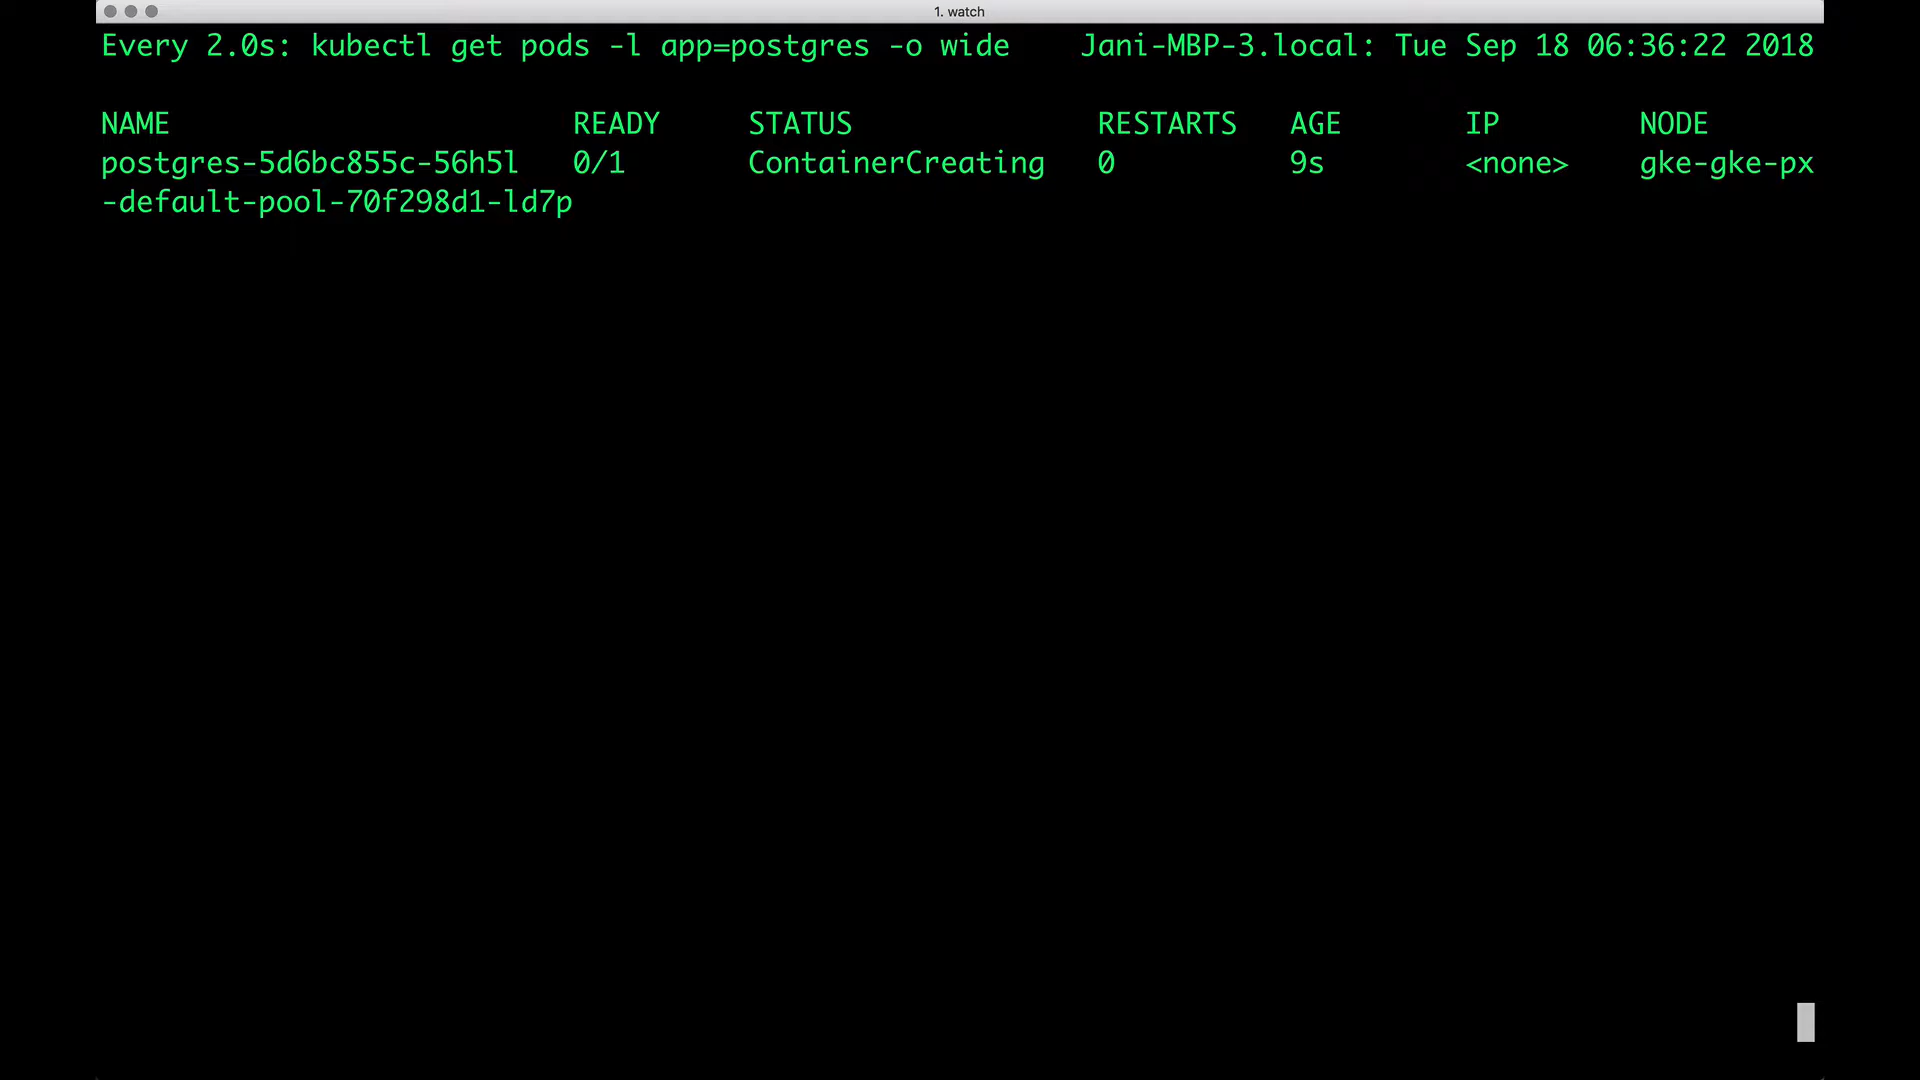 1. watch
Every 2.0s: kubectl get pods -l app=postgres -o wide Jani-MBP-3.local: Tue Sep 18 06:36:22 2018
NAME READY STATUS RESTARTS AGE IP NODE
postgres-5d6bc855c-56h5l 0/1 ContainerCreating 0 9s <none> gke-gke-px
-default-pool-70f298d1-ld7p